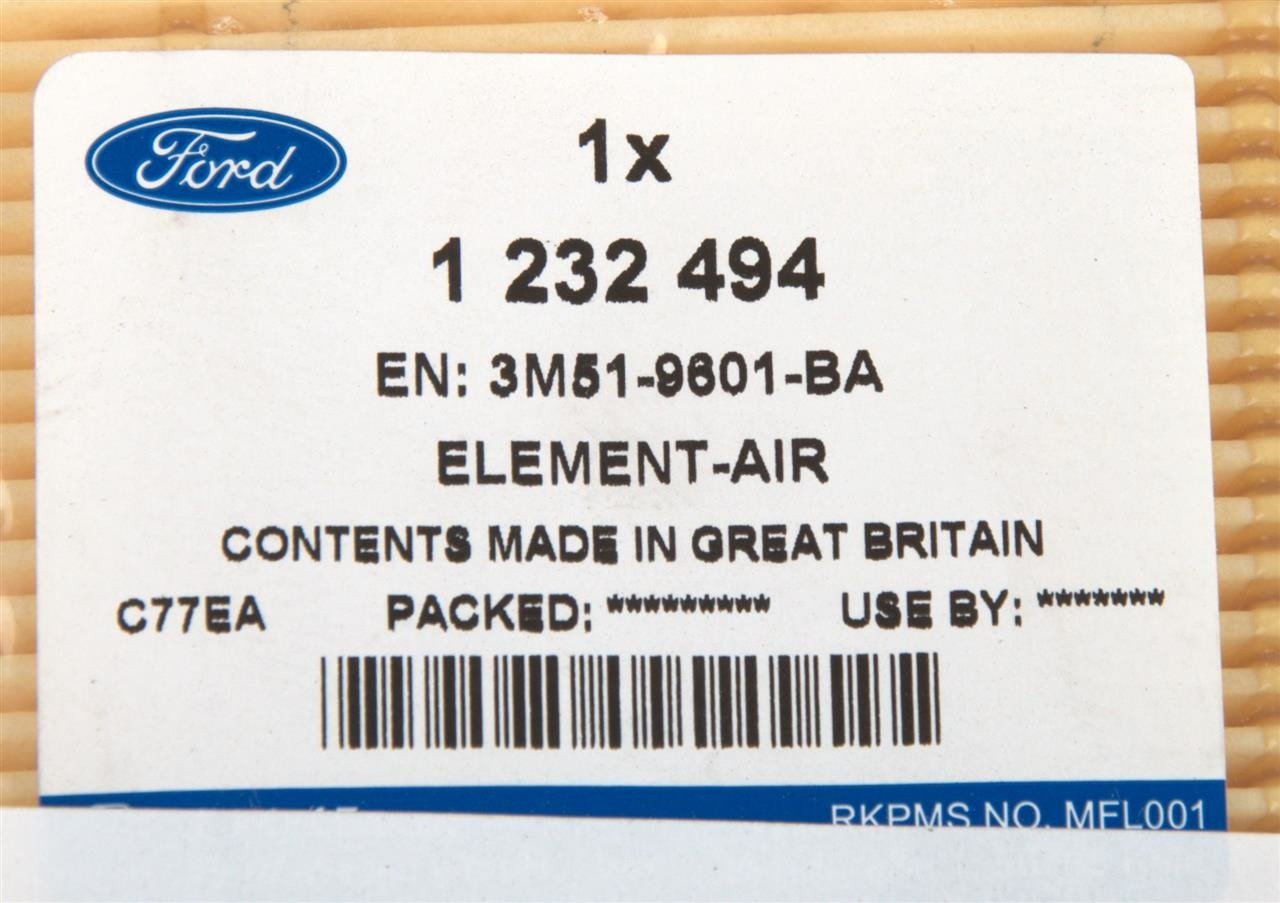 Ford
1x
1 232 494
EN: 3M51-9601-BA
ELEMENT-AIR
CONTENTS MADE IN GREAT BRITAIN
C77EA PACKED: ********* USE BY: *******
RKPMS NO. MFL001